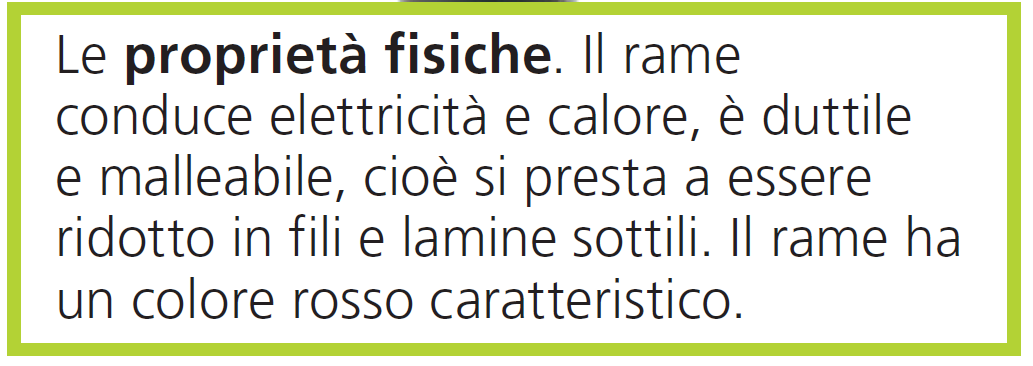 Le proprietà fisiche. Il rame
conduce elettricità e calore, è duttile
e malleabile, cioè si presta a essere
ridotto in fili e lamine sottili. Il rame ha
un colore rosso caratteristico.